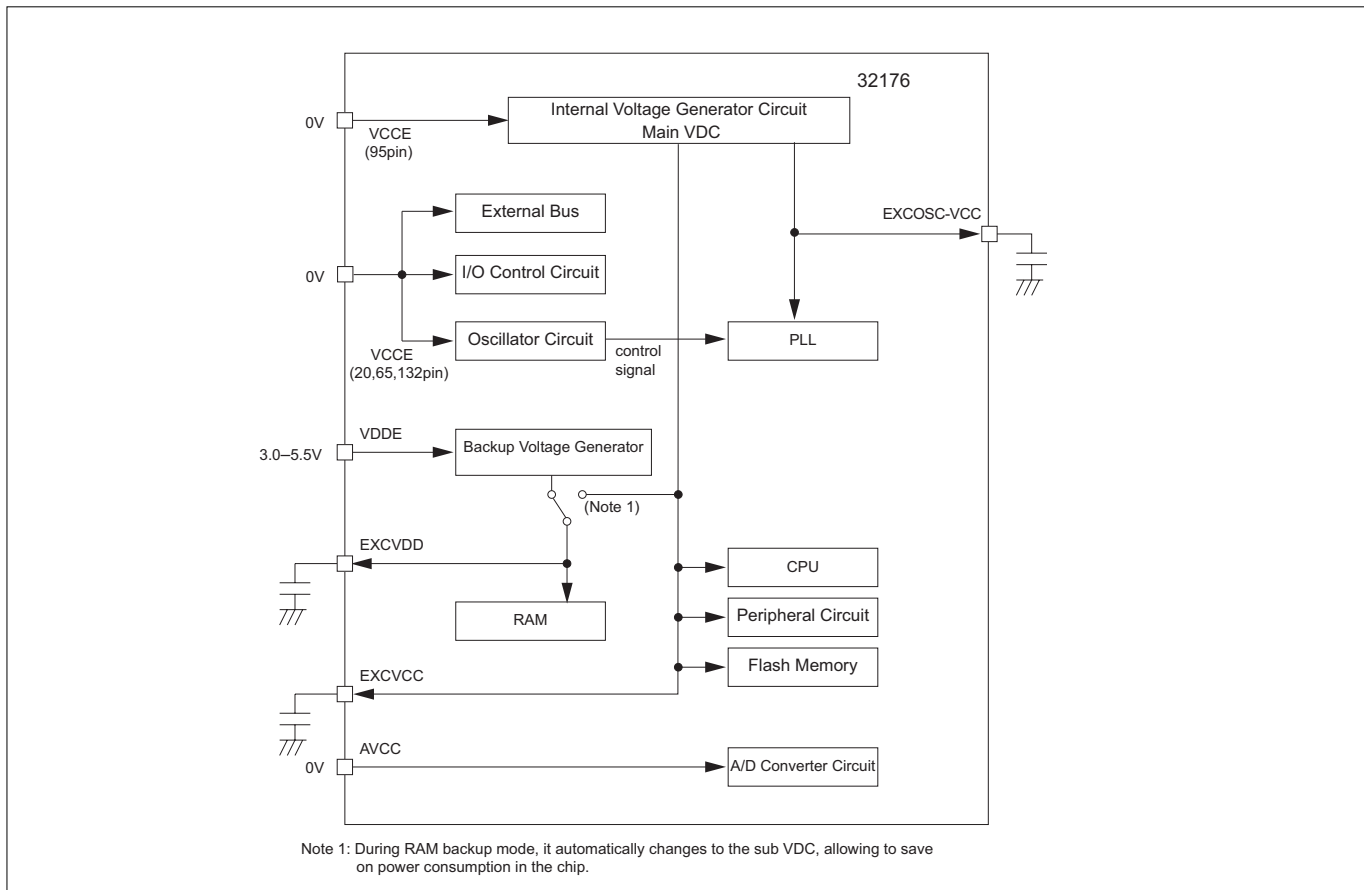 32176
Internal Voltage Generator Circuit
Main VDC
0V
VCCE
(95pin)
External Bus
EXCOSC-VCC
0V
I/O Control Circuit
Oscillator Circuit
PLL
VCCE
(20,65,132pin)
control
signal
VDDE
3.0–5.5V
Backup Voltage Generator
(Note 1)
EXCVDD
CPU
RAM
Peripheral Circuit
Flash Memory
EXCVCC
AVCC
0V
A/D Converter Circuit
Note 1: During RAM backup mode, it automatically changes to the sub VDC, allowing to save
on power consumption in the chip.